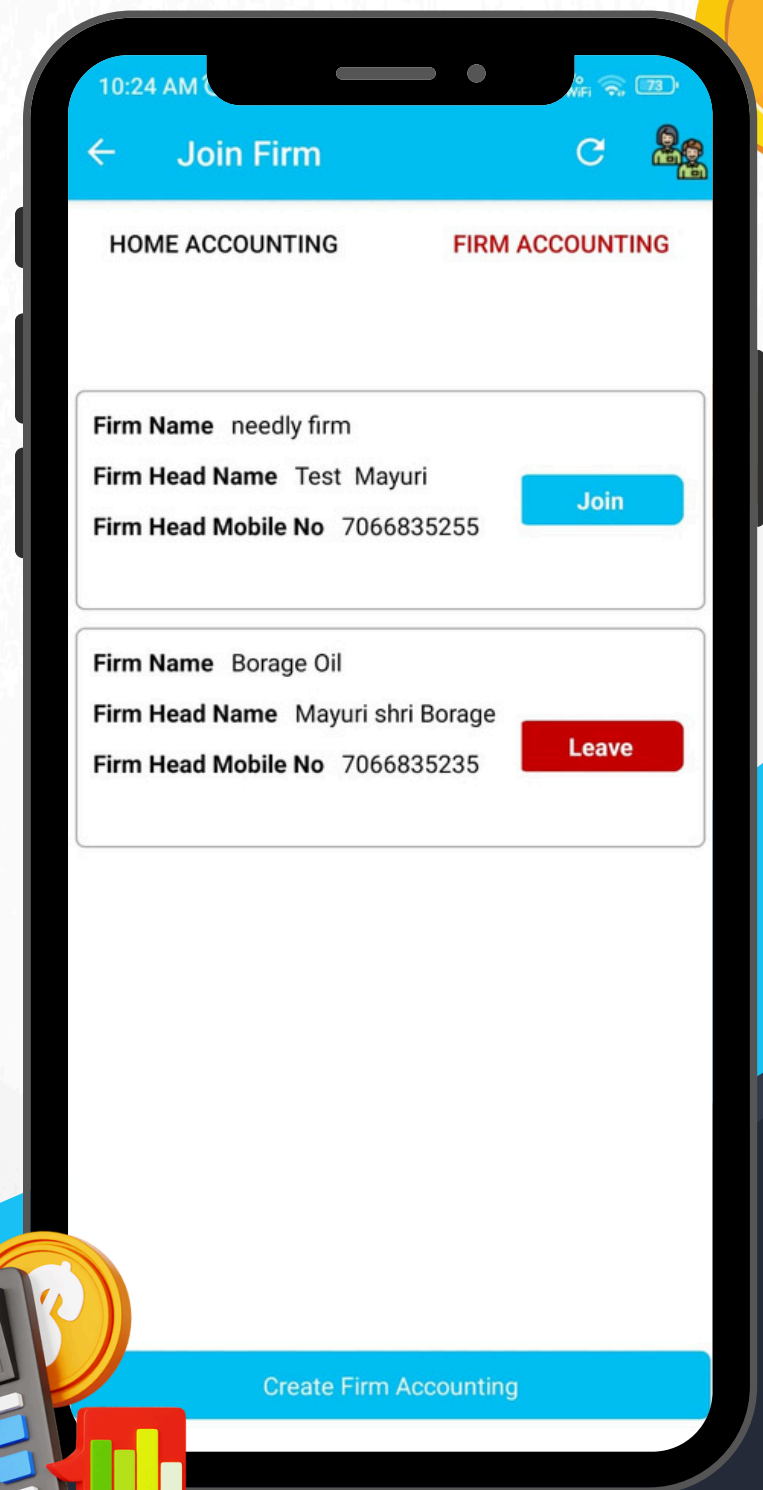 10:24 AM
WiFi
73
Join Firm
HOME ACCOUNTING
FIRM ACCOUNTING
Firm Name needly firm
Firm Head Name Test Mayuri
Join
Firm Head Mobile No 7066835255
Firm Name Borage Oil
Firm Head Name Mayuri shri Borage
Leave
Firm Head Mobile No 7066835235
Create Firm Accounting